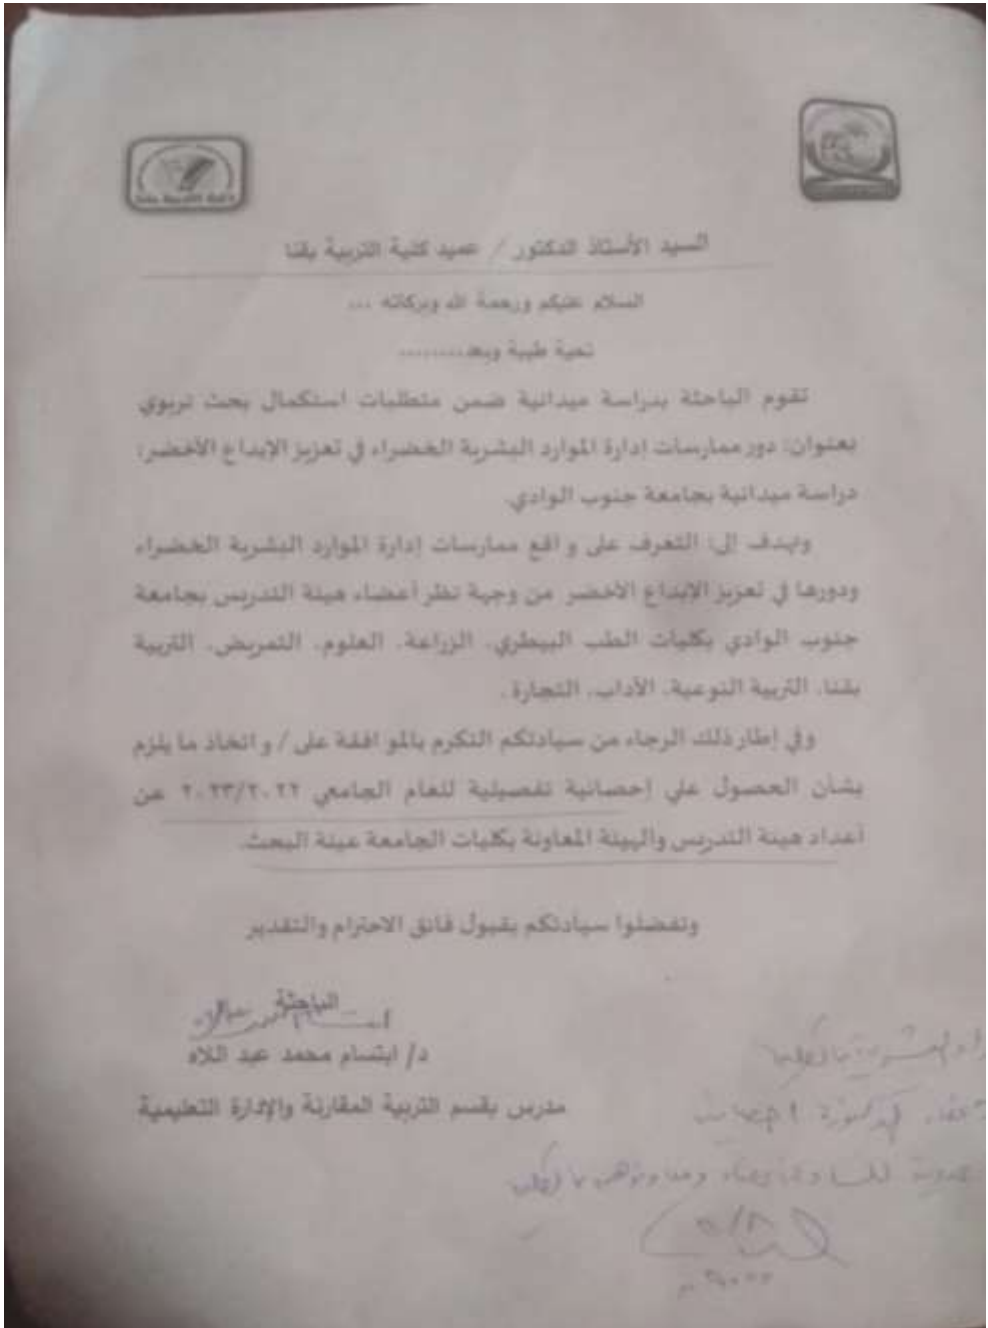 كلية التربية بقنا
السيد الأستاذ الدكتور / عميد كلية التربية بقنا
السلام عليكم ورحمة الله وبركاته ...
تحية طيبة وبعد........
تقوم الباحثة بدراسة ميدانية ضمن متطلبات استكمال بحث تربوي
بعنوان: دور ممارسات إدارة الموارد البشرية الخضراء في تعزيز الإبداع الأخضر:
دراسة ميدانية بجامعة جنوب الوادي.
ويهدف إلى: التعرف على واقع ممارسات إدارة الموارد البشرية الخضراء
ودورها في تعزيز الإبداع الأخضر من وجهة نظر أعضاء هيئة التدريس بجامعة
جنوب الوادي بكليات الطب البيطري، الزراعة، العلوم، التمريض، التربية
بقنا، التربية النوعية، الآداب، التجارة.
وفي إطار ذلك الرجاء من سيادتكم التكرم بالموافقة على / واتخاذ ما يلزم
بشأن الحصول علي إحصائية تفصيلية للعام الجامعي ٢٠٢٣/٢٠٢٢ عن
أعداد هيئة التدريس والهيئة المعاونة بكليات الجامعة عينة البحث.
وتفضلوا سيادتكم بقبول فائق الاحترام والتقدير
الباحثة
د/ ابتسام محمد عبد اللاه
مدرس بقسم التربية المقارنة والإدارة التعليمية